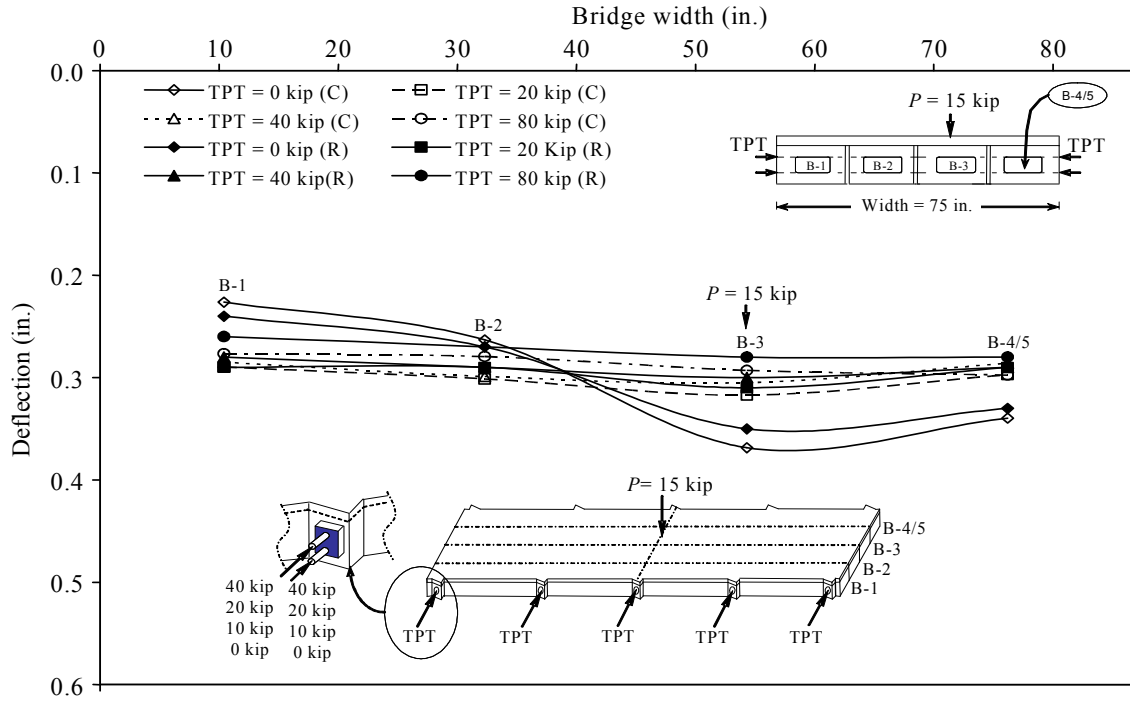 Bridge width (in.)
0 10 20 30 40 50 60 70 80
0.0
0.1
0.2
0.3
0.4
0.5
0.6
Deflection (in.)
TPT = 0 kip (C)
TPT = 20 kip (C)
TPT = 40 kip (C)
TPT = 80 kip (C)
TPT = 0 kip (R)
TPT = 20 Kip (R)
TPT = 40 kip(R)
TPT = 80 kip (R)
P = 15 kip
B-4/5
TPT TPT
B-1 B-2 B-3
Width = 75 in.
B-1
B-2
P = 15 kip
B-3
B-4/5
P= 15 kip
B-4/5
B-3
B-2
B-1
40 kip 40 kip
20 kip 20 kip
10 kip 10 kip
0 kip 0 kip
TPT TPT TPT TPT TPT